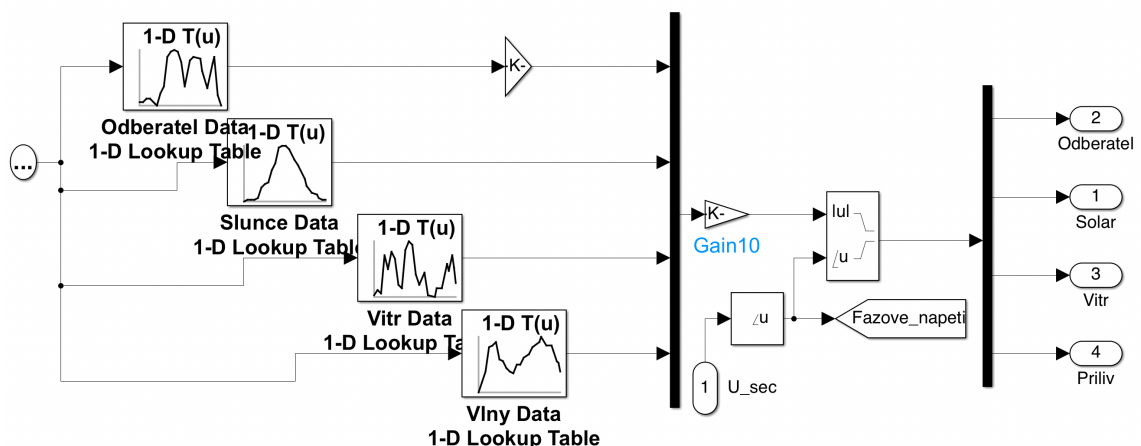 1-D T(u)
Odberatel Data
1-D Lookup Table
K-
...
1-D T(u)
Slunce Data
1-D Lookup Table
1-D T(u)
Vitr Data
1-D Lookup Ta
1-D T(u)
Vlny Data
1-D Lookup Table
K-
Gain10
|u|
∠u
∠u
Fazove_napeti
1
U_sec
2
Odberatel
1
Solar
3
Vitr
4
Priliv